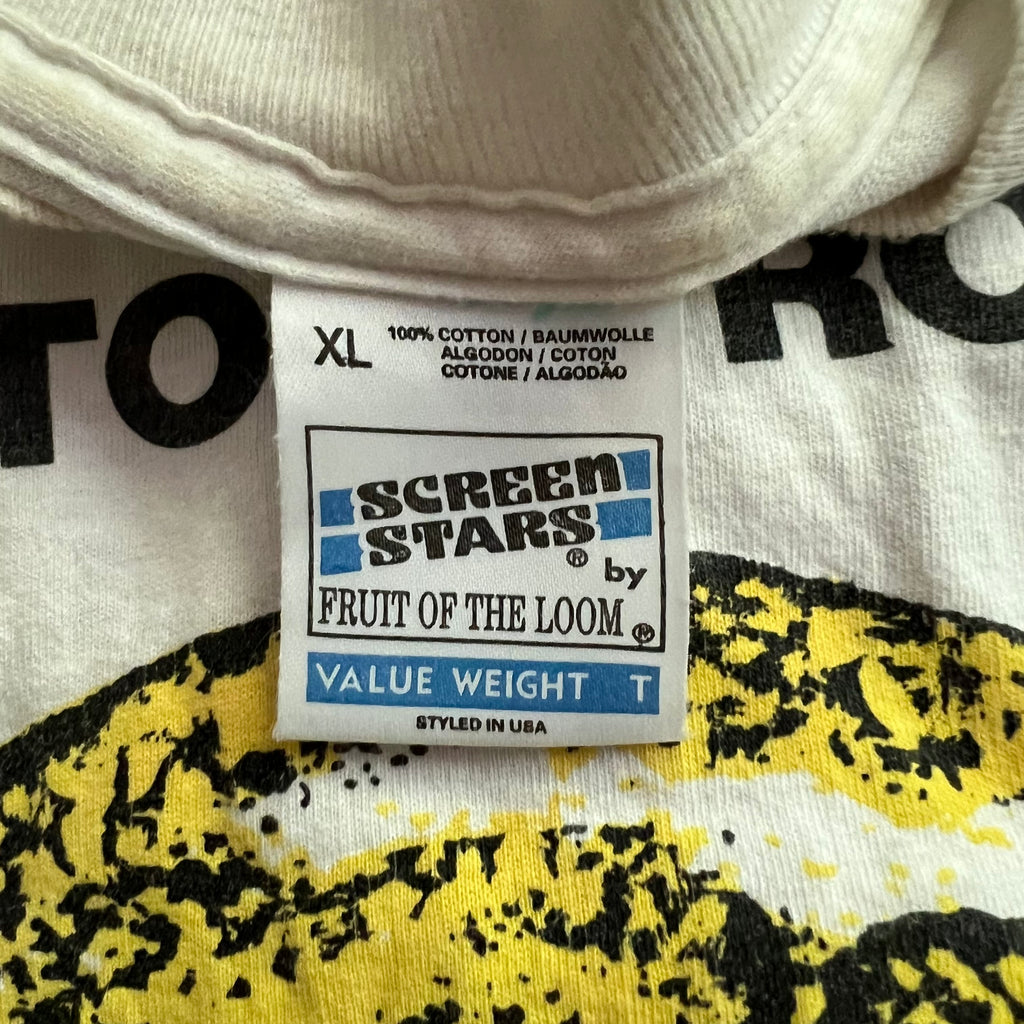 TO
RO
XL
100% COTTON / BAUMWOLLE
ALGODON / COTON
COTONE / ALGODÃO
SCREEN
STARS ®
by
FRUIT OF THE LOOM ®
VALUE WEIGHT T
STYLED IN USA